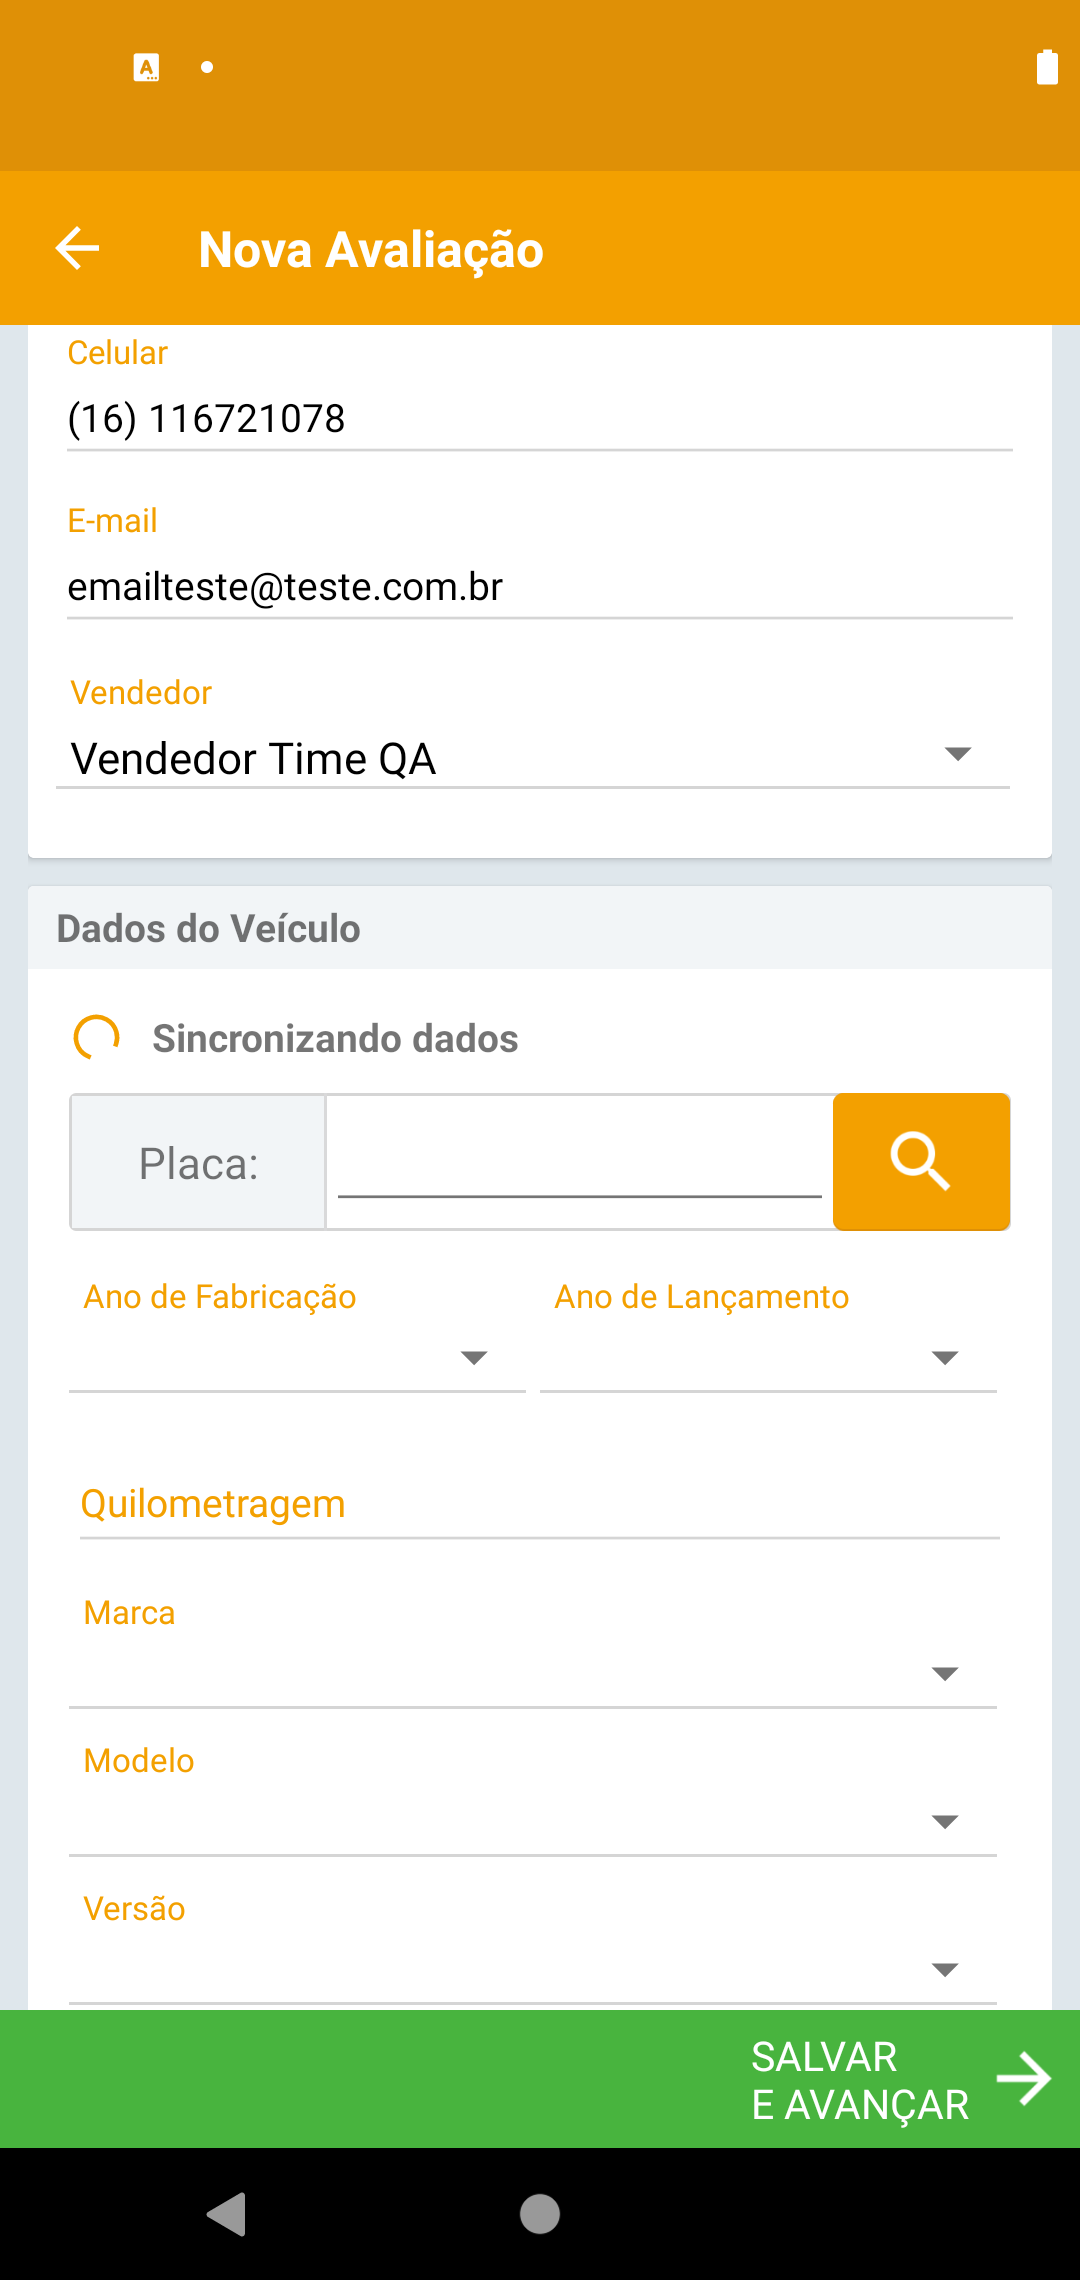 A
Nova Avaliação
Celular
(16) 116721078
E-mail
emailteste@teste.com.br
Vendedor
Vendedor Time QA
Dados do Veículo
Sincronizando dados
Placa:
Ano de Fabricação
Ano de Lançamento
Quilometragem
Marca
Modelo
Versão
SALVAR
E AVANÇAR